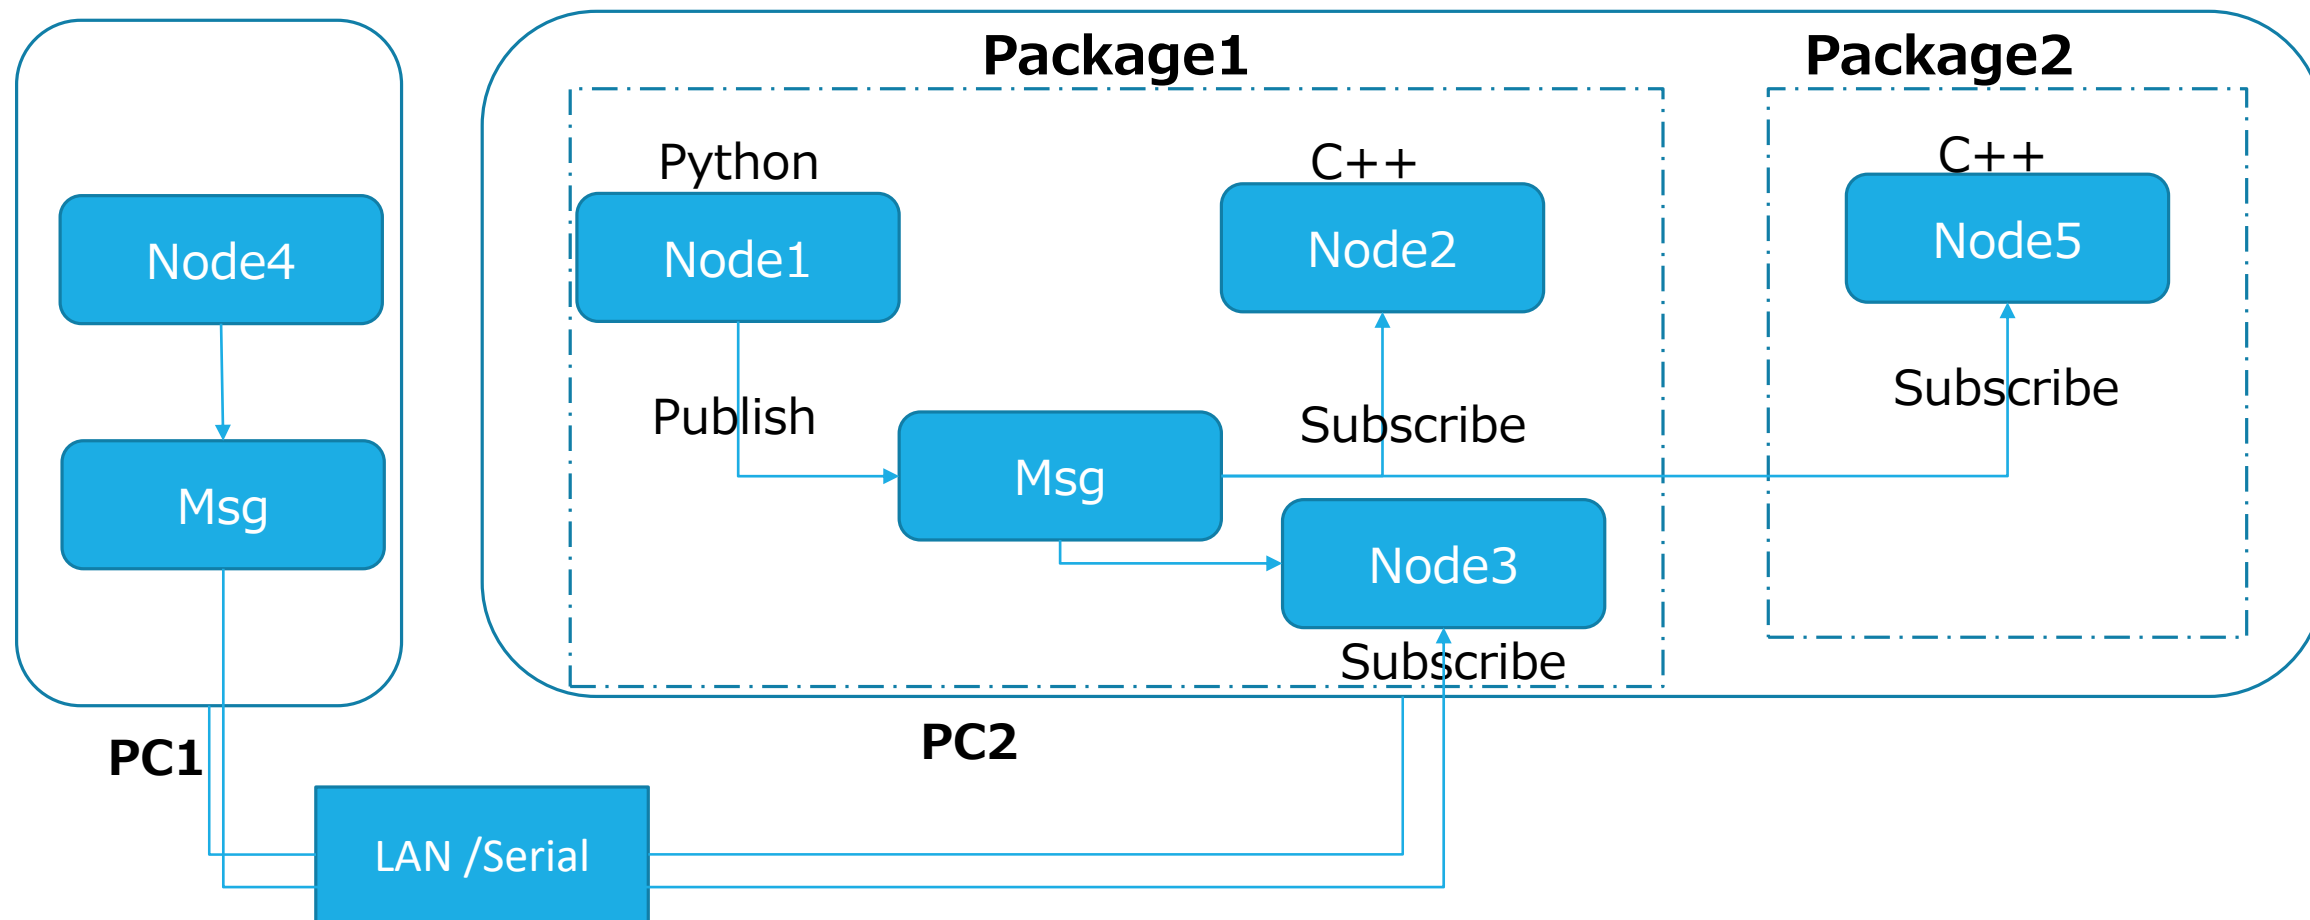 Package1
Package2
Python
C++
C++
Node4
Node1
Node2
Node5
Publish
Subscribe
Subscribe
Msg
Msg
Node3
Subscribe
PC1
PC2
LAN /Serial